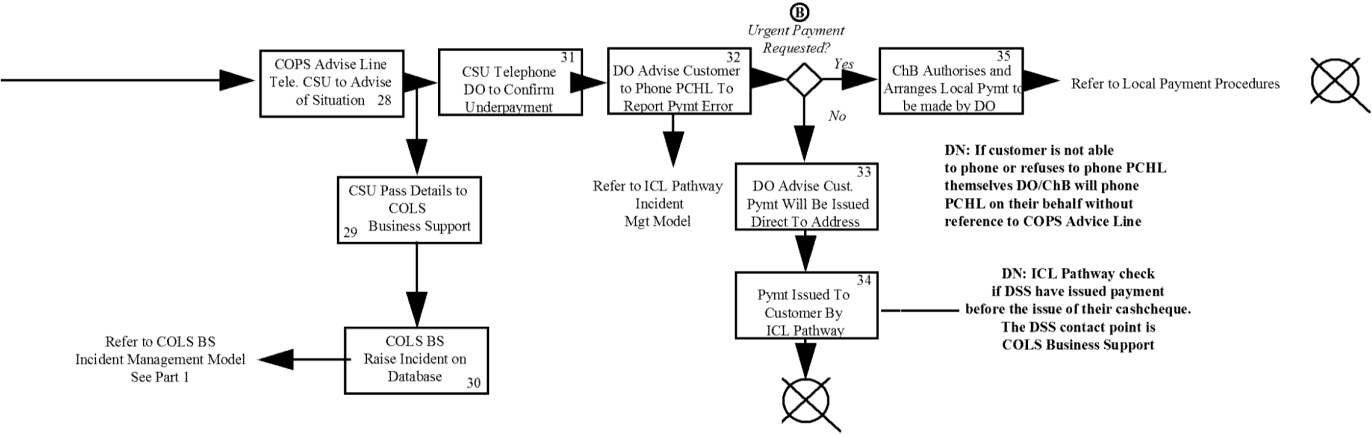 COPS Advise Line
Tele. CSU to Advise
of Situation 28
31
CSU Telephone
DO to Confirm
Underpayment
32
DO Advise Customer
to Phone PCHL To
Report Pymt Error
B
Urgent Payment
Requested?
Yes
No
35
ChB Authorises and
Arranges Local Pymt to
be made by DO
Refer to Local Payment Procedures
CSU Pass Details to
COLS
29 Business Support
Refer to ICL Pathway
Incident
Mgt Model
33
DO Advise Cust.
Pymt Will Be Issued
Direct To Address
DN: If customer is not able
to phone or refuses to phone PCHL
themselves DO/ChB will phone
PCHL on their behalf without
reference to COPS Advice Line
34
Pymt Issued To
Customer By
ICL Pathway
DN: ICL Pathway check
if DSS have issued payment
before the issue of their cashcheque.
The DSS contact point is
COLS Business Support
COLS BS
Raise Incident on
Database 30
Refer to COLS BS
Incident Management Model
See Part 1